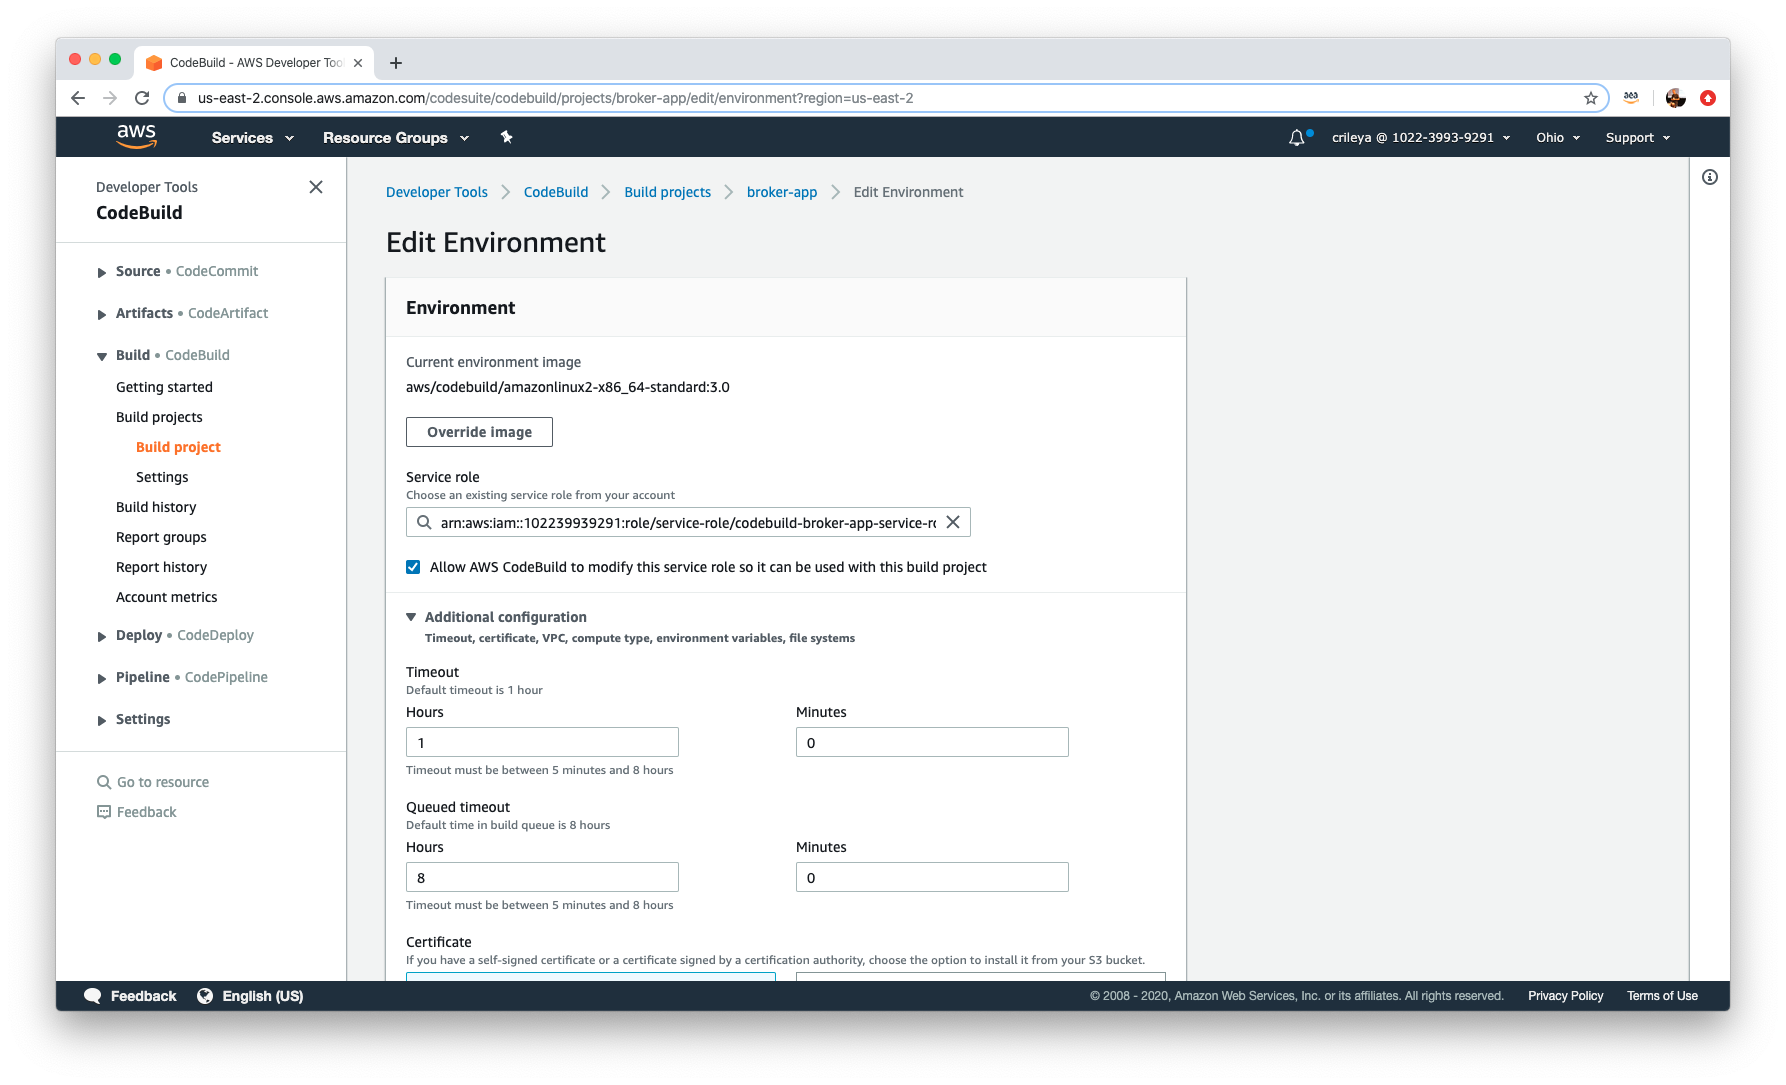 CodeBuild - AWS Developer Too
us-east-2.console.aws.amazon.com/codesuite/codebuild/projects/broker-app/edit/environment?region=us-east-2
aws
Services
Resource Groups
crileya @ 1022-3993-9291
Ohio
Support
Developer Tools
CodeBuild
Source • CodeCommit
Artifacts • CodeArtifact
Build • CodeBuild
Getting started
Build projects
Build project
Settings
Build history
Report groups
Report history
Account metrics
Deploy • CodeDeploy
Pipeline • CodePipeline
Settings
Go to resource
Feedback
Developer Tools
CodeBuild
Build projects
broker-app
Edit Environment
Edit Environment
Environment
Current environment image
aws/codebuild/amazonlinux2-x86_64-standard:3.0
Override image
Service role
Choose an existing service role from your account
arn:aws:iam::102239939291:role/service-role/codebuild-broker-app-service-ro
Allow AWS CodeBuild to modify this service role so it can be used with this build project
Additional configuration
Timeout, certificate, VPC, compute type, environment variables, file systems
Timeout
Default timeout is 1 hour
Hours
Minutes
1
0
Timeout must be between 5 minutes and 8 hours
Queued timeout
Default time in build queue is 8 hours
Hours
Minutes
8
0
Timeout must be between 5 minutes and 8 hours
Certificate
If you have a self-signed certificate or a certificate signed by a certification authority, choose the option to install it from your S3 bucket.
Feedback
English (US)
© 2008 - 2020, Amazon Web Services, Inc. or its affiliates. All rights reserved.
Privacy Policy
Terms of Use